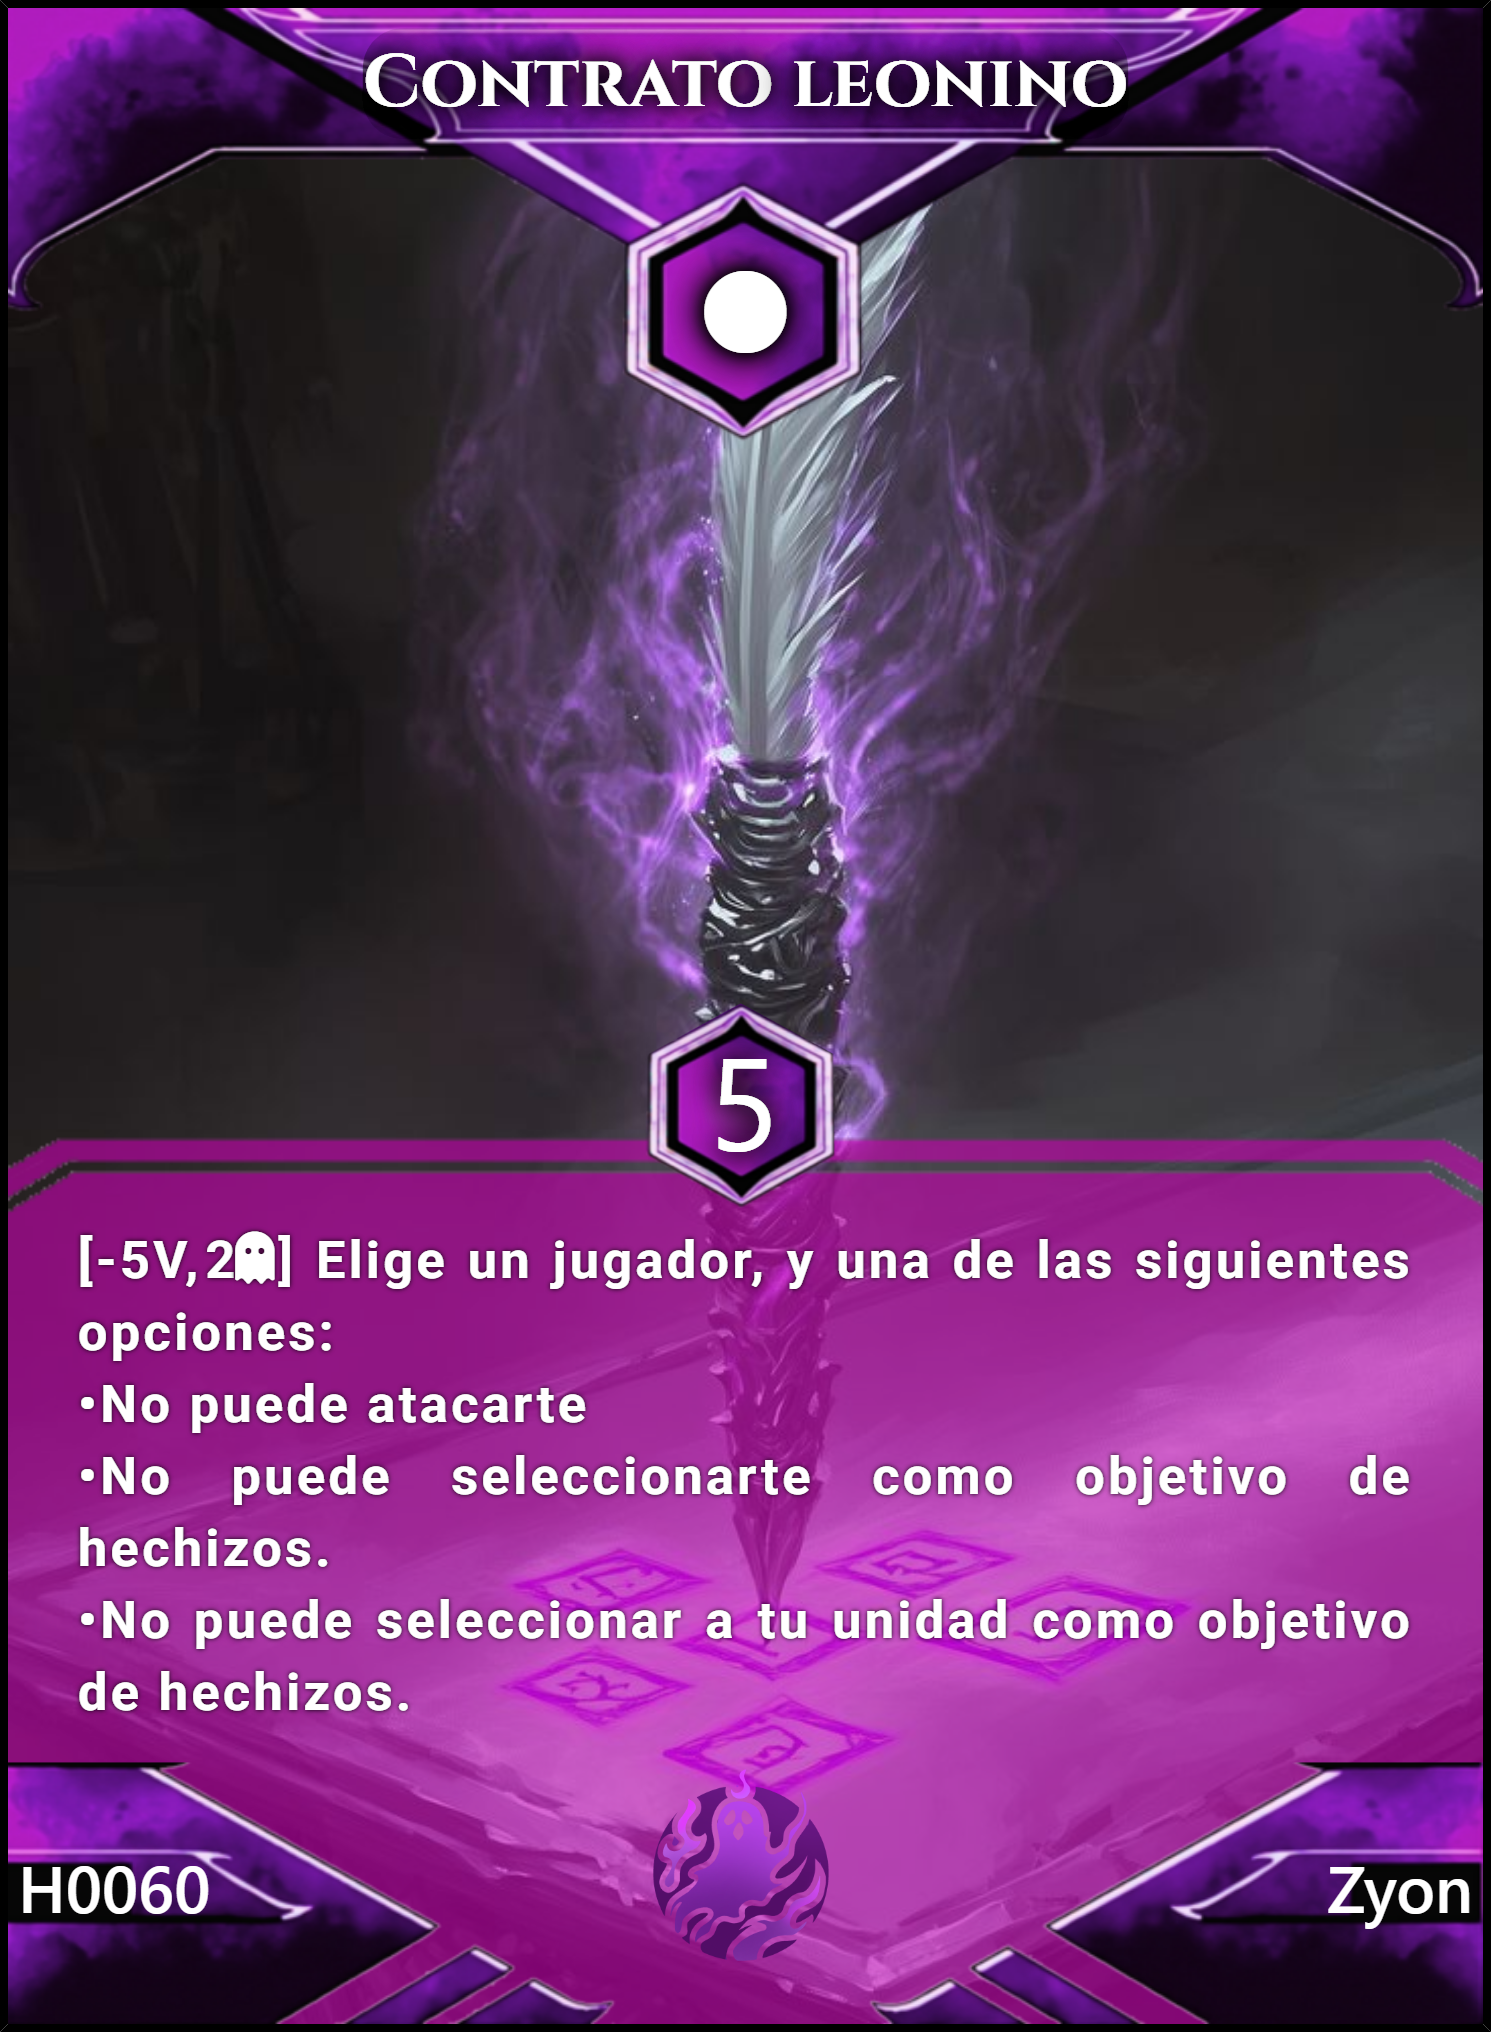 Contrato leonino
5
[-5V,2] Elige un jugador, y una de las siguientes
opciones:
•No puede atacarte
•No puede seleccionarte como objetivo de
hechizos.
•No puede seleccionar a tu unidad como objetivo
de hechizos.
H0060
Zyon